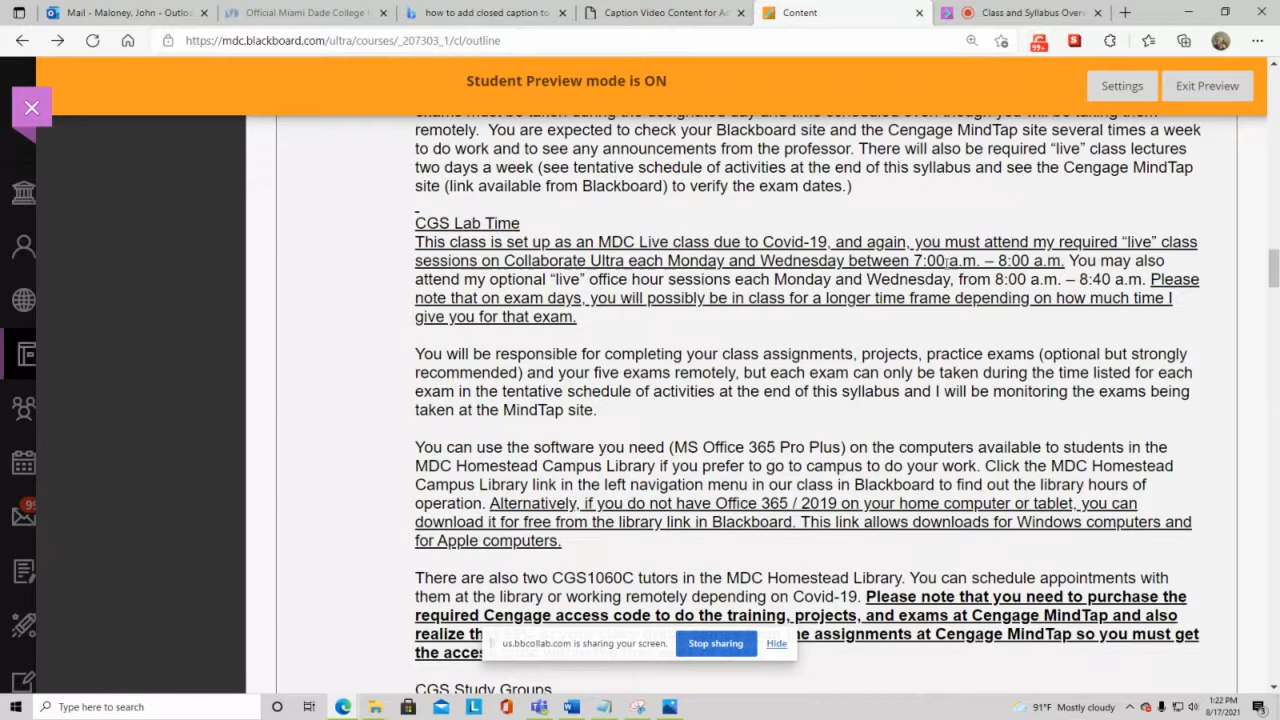 Mail - Maloney, John - Outlo
Official Miami Dade College H
how to add closed caption to
Caption Video Content for Ac
Content
Class and Syllabus Over
https://mdc.blackboard.com/ultra/courses/_207303_1/cl/outline
99+
Student Preview mode is ON
Settings
Exit Preview
remotely. You are expected to check your Blackboard site and the Cengage MindTap site several times a week
to do work and to see any announcements from the professor. There will also be required “live” class lectures
two days a week (see tentative schedule of activities at the end of this syllabus and see the Cengage MindTap
site (link available from Blackboard) to verify the exam dates.)
CGS Lab Time
This class is set up as an MDC Live class due to Covid-19, and again, you must attend my required “live” class
sessions on Collaborate Ultra each Monday and Wednesday between 7:00 a.m. – 8:00 a.m. You may also
attend my optional “live” office hour sessions each Monday and Wednesday, from 8:00 a.m. – 8:40 a.m. Please
note that on exam days, you will possibly be in class for a longer time frame depending on how much time I
give you for that exam.
You will be responsible for completing your class assignments, projects, practice exams (optional but strongly
recommended) and your five exams remotely, but each exam can only be taken during the time listed for each
exam in the tentative schedule of activities at the end of this syllabus and I will be monitoring the exams being
taken at the MindTap site.
You can use the software you need (MS Office 365 Pro Plus) on the computers available to students in the
MDC Homestead Campus Library if you prefer to go to campus to do your work. Click the MDC Homestead
Campus Library link in the left navigation menu in our class in Blackboard to find out the library hours of
operation. Alternatively, if you do not have Office 365 / 2019 on your home computer or tablet, you can
download it for free from the library link in Blackboard. This link allows downloads for Windows computers and
for Apple computers.
There are also two CGS1060C tutors in the MDC Homestead Library. You can schedule appointments with
them at the library or working remotely depending on Covid-19. Please note that you need to purchase the
required Cengage access code to do the training, projects, and exams at Cengage MindTap and also
realize th
e assignments at Cengage MindTap so you must get
the acces
us.bbcollab.com is sharing your screen.
Stop sharing
Hide
CGS Study Groups
Type here to search
91°F Mostly cloudy
1:22 PM
8/17/2021